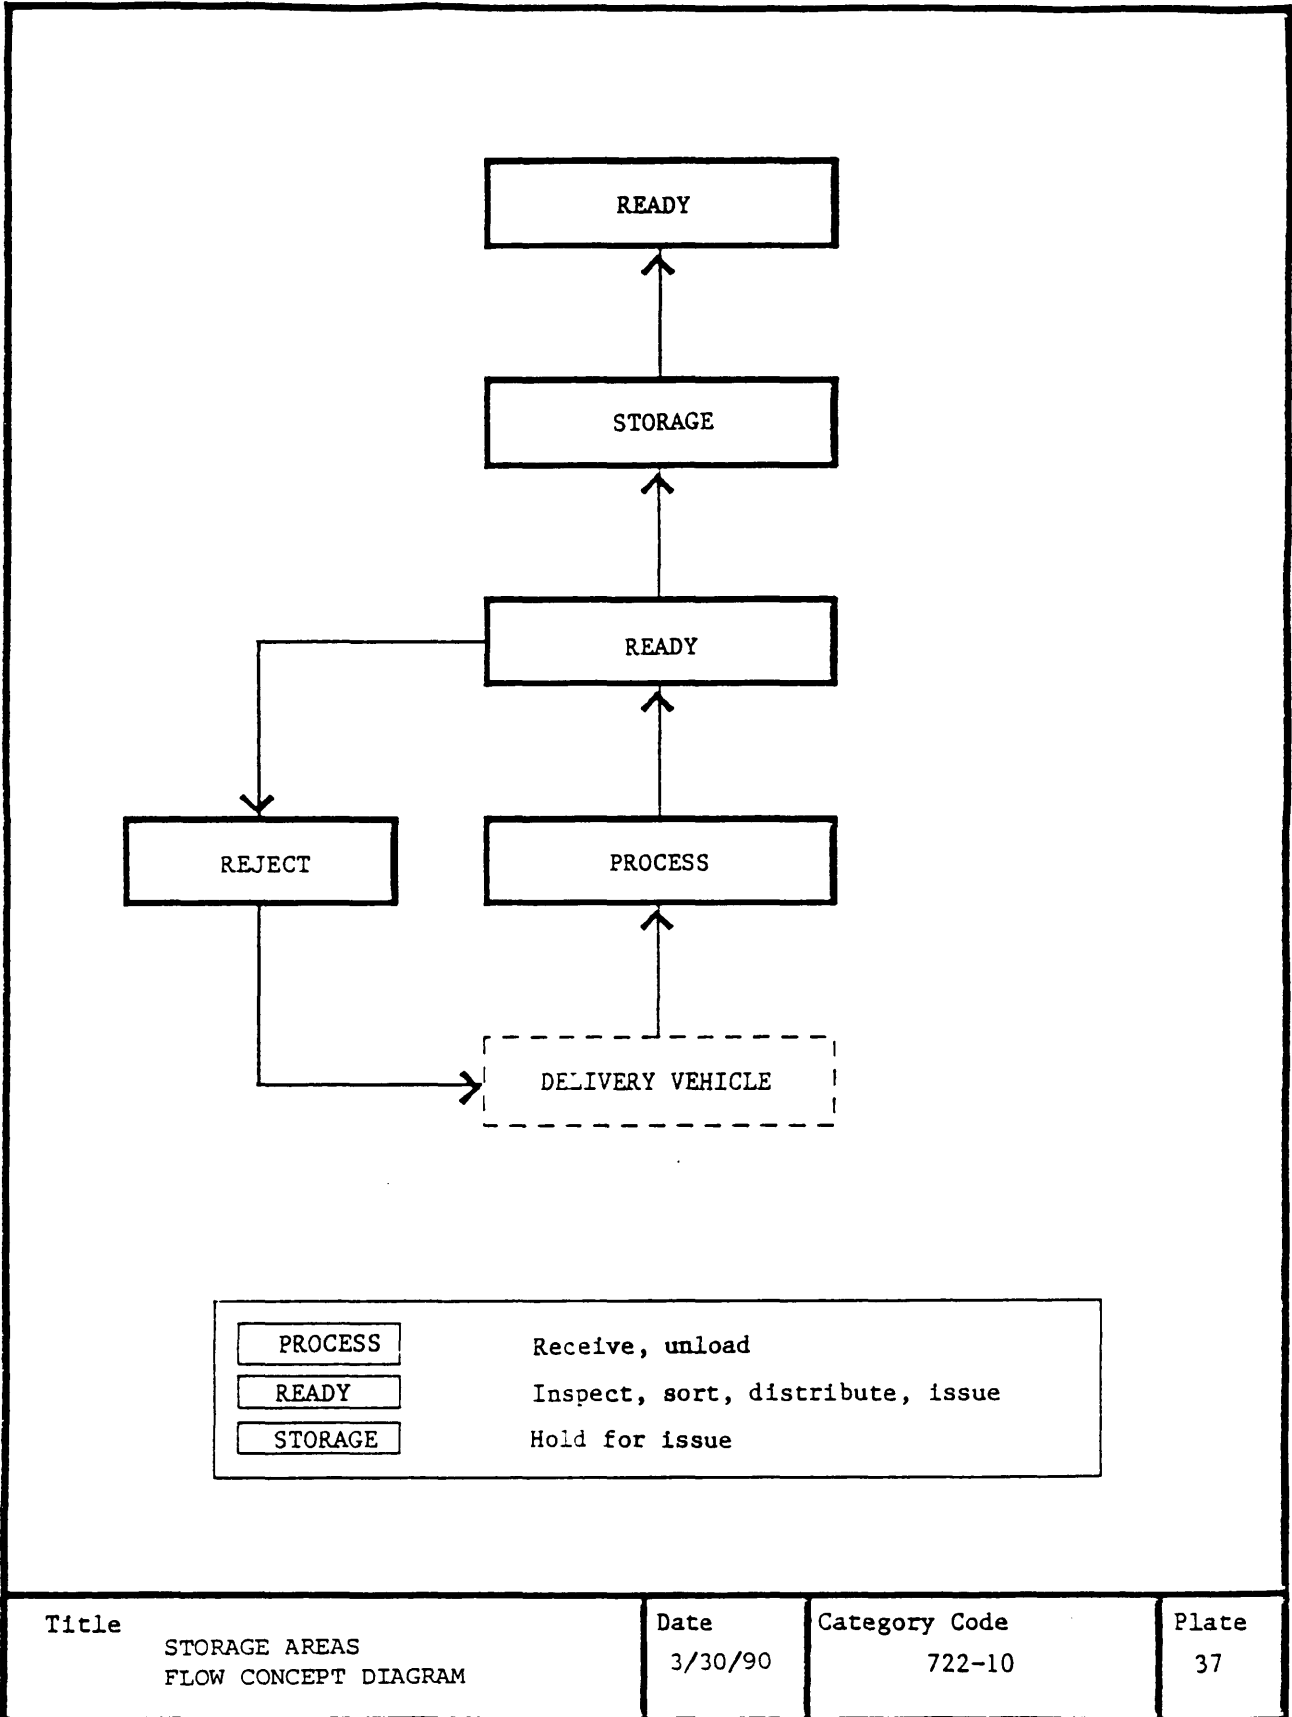 READY
STORAGE
READY
REJECT
PROCESS
DELIVERY VEHICLE
PROCESS Receive, unload
READY Inspect, sort, distribute, issue
STORAGE Hold for issue
Title
STORAGE AREAS
FLOW CONCEPT DIAGRAM
Date
3/30/90
Category Code
722-10
Plate
37